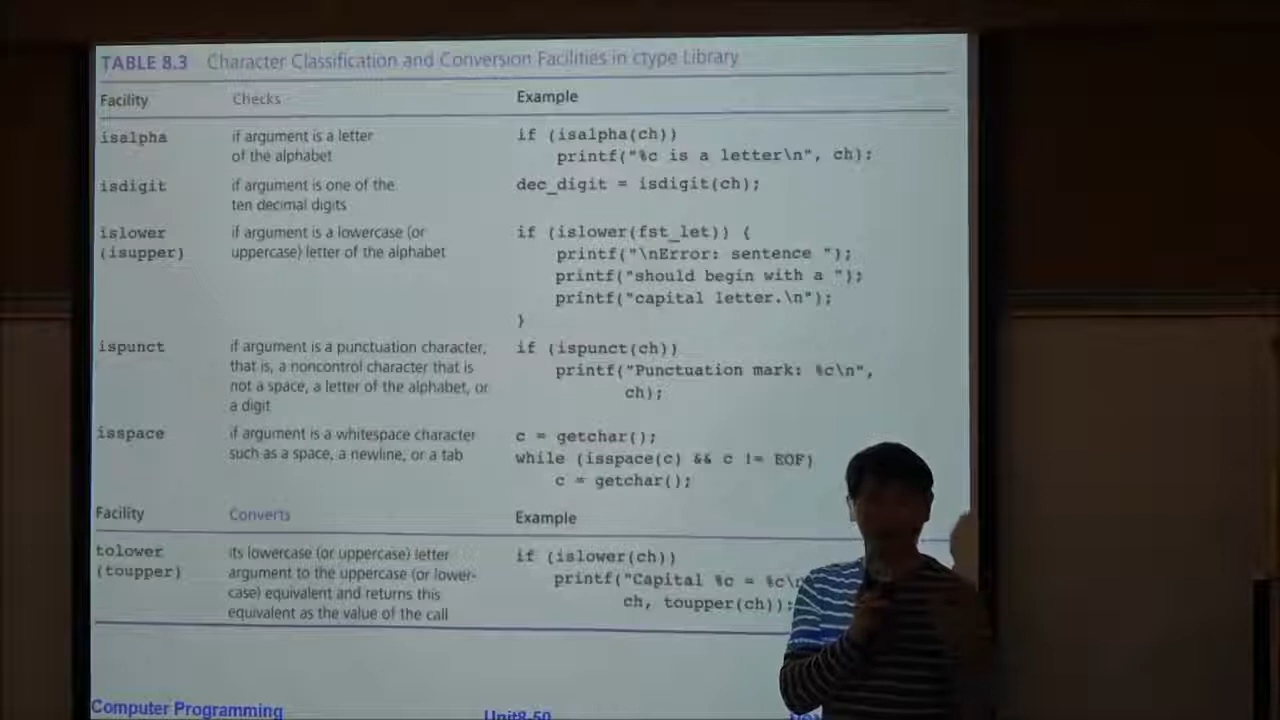 TABLE 8.3 Character Classification and Conversion Facilities in ctype Library
Facility Checks Example
isalpha if argument is a letter if (isalpha(ch))
of the alphabet printf("%c is a letter\n", ch);
isdigit if argument is one of the dec_digit = isdigit(ch);
ten decimal digits
islower if argument is a lowercase (or if (islower(fst_let)) {
(isupper) uppercase) letter of the alphabet printf("\nError: sentence ");
printf("should begin with a ");
printf("capital letter.\n");
}
ispunct if argument is a punctuation character, if (ispunct(ch))
that is, a noncontrol character that is printf("Punctuation mark: %c\n",
not a space, a letter of the alphabet, or ch);
a digit
isspace if argument is a whitespace character c = getchar();
such as a space, a newline, or a tab while (isspace(c) && c != EOF)
c = getchar();
Facility Converts Example
tolower its lowercase (or uppercase) letter if (islower(ch))
(toupper) argument to the uppercase (or lower- printf("Capital %c = %c\n
case) equivalent and returns this ch, toupper(ch));
equivalent as the value of the call
Computer Programming Unit8-50